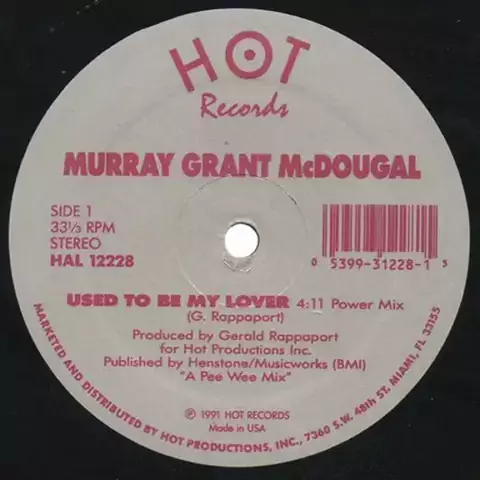 HOT
Records
MURRAY GRANT McDOUGAL
SIDE 1
33⅓ RPM
STEREO
HAL 12228
0 5399-31228-1 5
USED TO BE MY LOVER 4:11 Power Mix
(G. Rappaport)
Produced by Gerald Rappaport
for Hot Productions Inc.
Published by Henstone/Musicworks (BMI)
"A Pee Wee Mix"
℗ 1991 HOT RECORDS
Made in USA
MARKETED AND DISTRIBUTED BY HOT PRODUCTIONS, INC., 7360 S.W. 48th ST. MIAMI, FL 33155